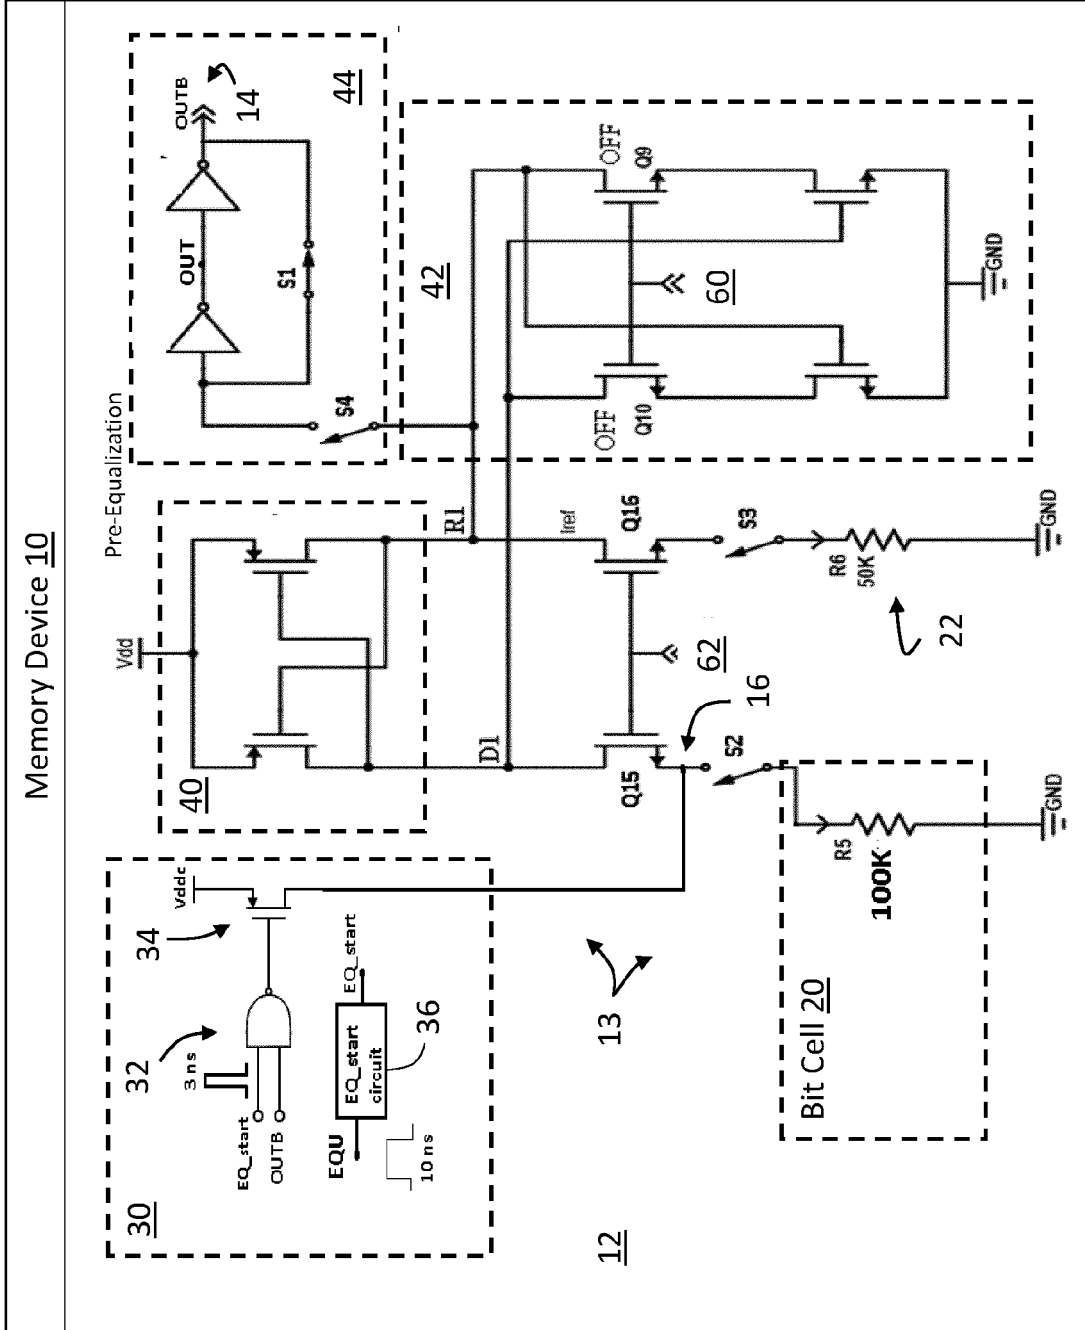 Memory Device 10
Pre-Equalization
OUTB
14
44
OUT
S1
S4
42
OFF
Q9
60
OFF
Q10
GND
Vdd
40
R1
Iref
D1
Q16
S3
R6
50K
22
GND
62
16
Q15
S2
R5
100K
GND
Bit Cell 20
Vddc
34
32
3 ns
EQ_start
OUTB
EQ_start
EQ_start
circuit
36
EQU
10 ns
30
13
12